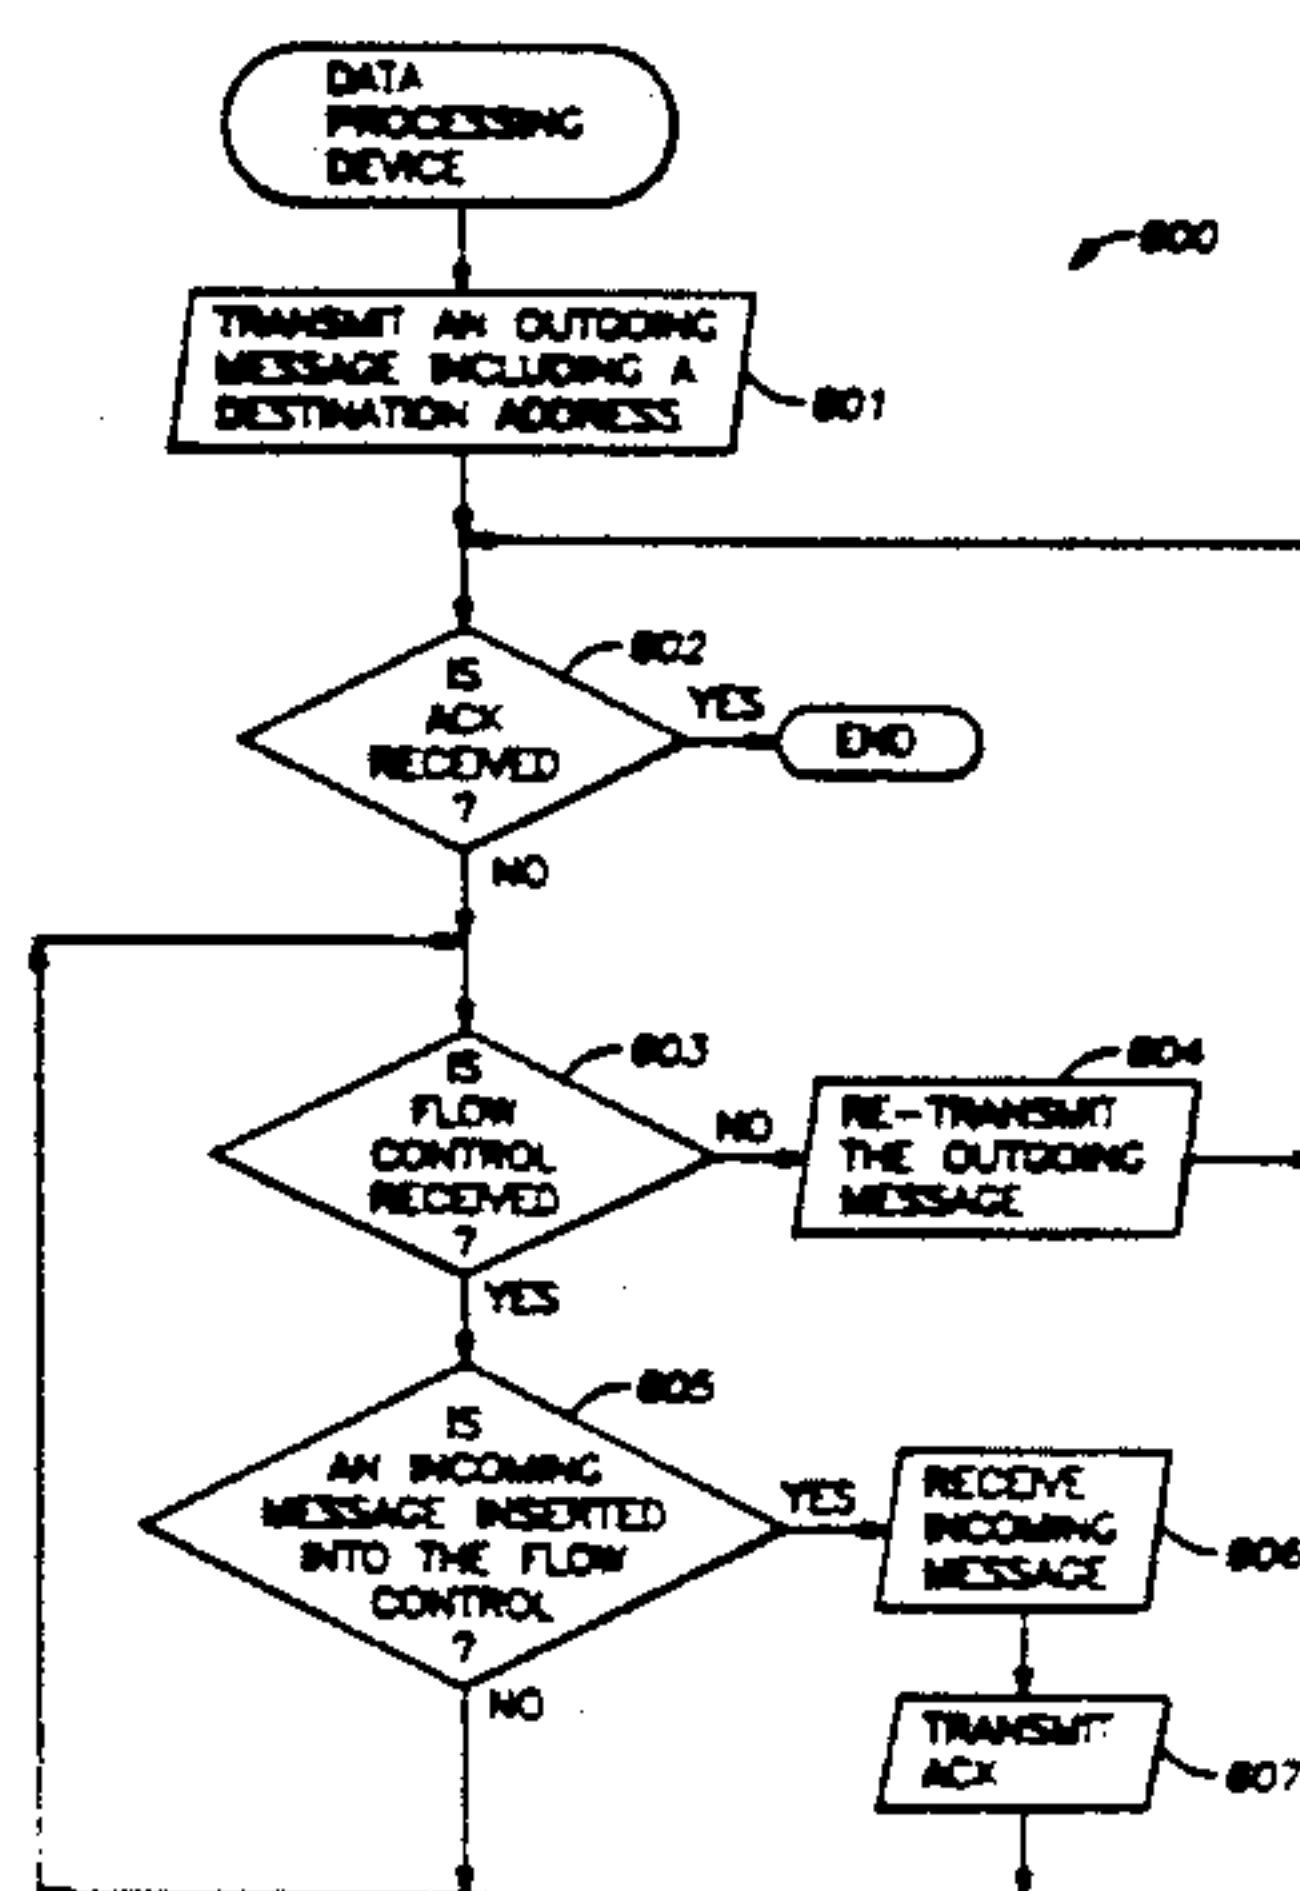 DATA
PROCESSING
DEVICE
800
TRANSMIT AN OUTGOING
MESSAGE INCLUDING A
DESTINATION ADDRESS
801
802
IS
ACK
RECEIVED
?
YES
END
NO
803
IS
FLOW
CONTROL
RECEIVED
?
NO
804
RE-TRANSMIT
THE OUTGOING
MESSAGE
YES
805
IS
AN INCOMING
MESSAGE INSERTED
INTO THE FLOW
CONTROL
?
YES
RECEIVE
INCOMING
MESSAGE
806
NO
TRANSMIT
ACK
807